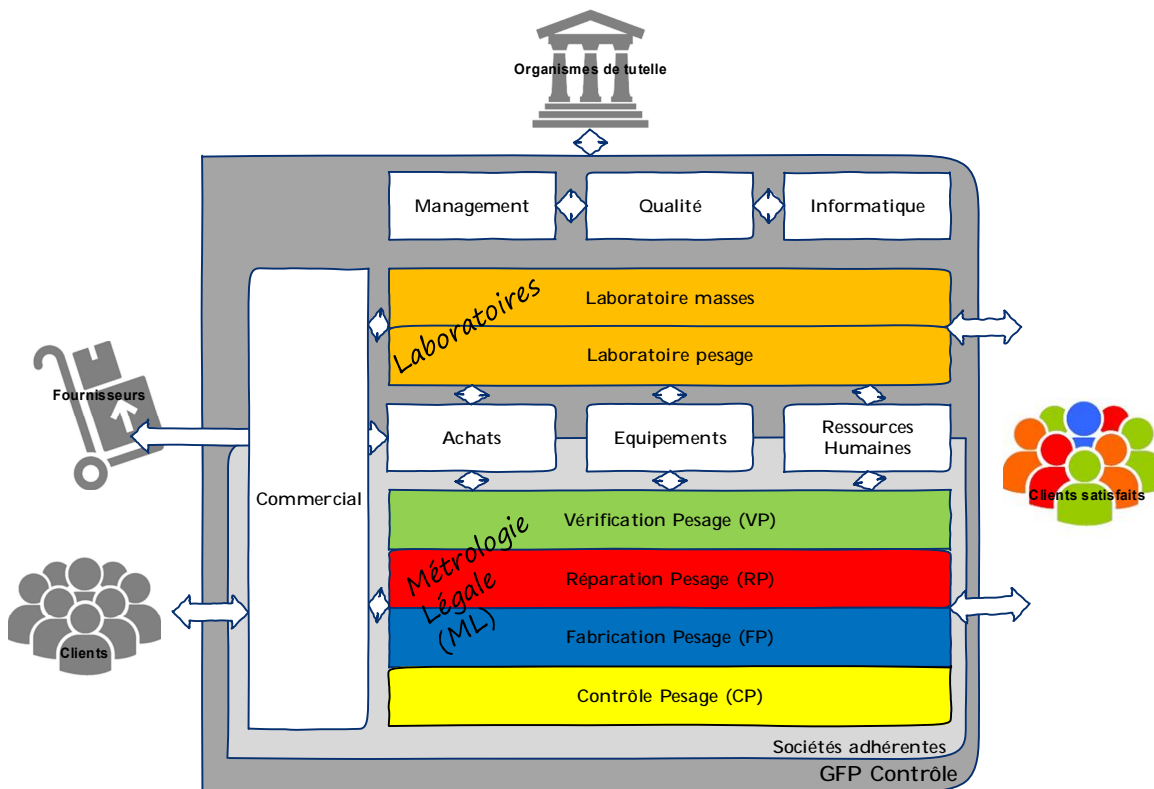 Organismes de tutelle
Management
Qualité
Informatique
Laboratoires
Laboratoire masses
Laboratoire pesage
Fournisseurs
Achats
Equipements
Ressources
Humaines
Commercial
Clients satisfaits
Métrologie
Légale
(ML)
Vérification Pesage (VP)
Réparation Pesage (RP)
Fabrication Pesage (FP)
Contrôle Pesage (CP)
Clients
Sociétés adhérentes
GFP Contrôle